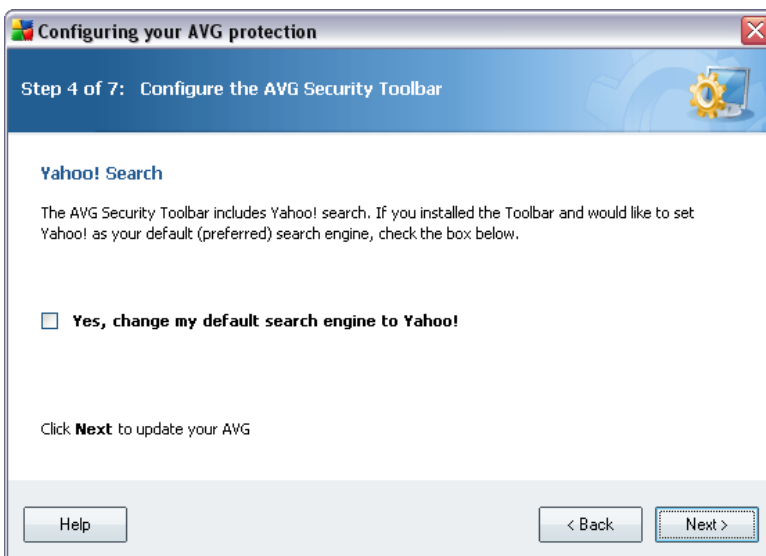 Configuring your AVG protection
Step 4 of 7: Configure the AVG Security Toolbar
Yahoo! Search
The AVG Security Toolbar includes Yahoo! search. If you installed the Toolbar and would like to set
Yahoo! as your default (preferred) search engine, check the box below.
Yes, change my default search engine to Yahoo!
Click Next to update your AVG
Help
< Back
Next >